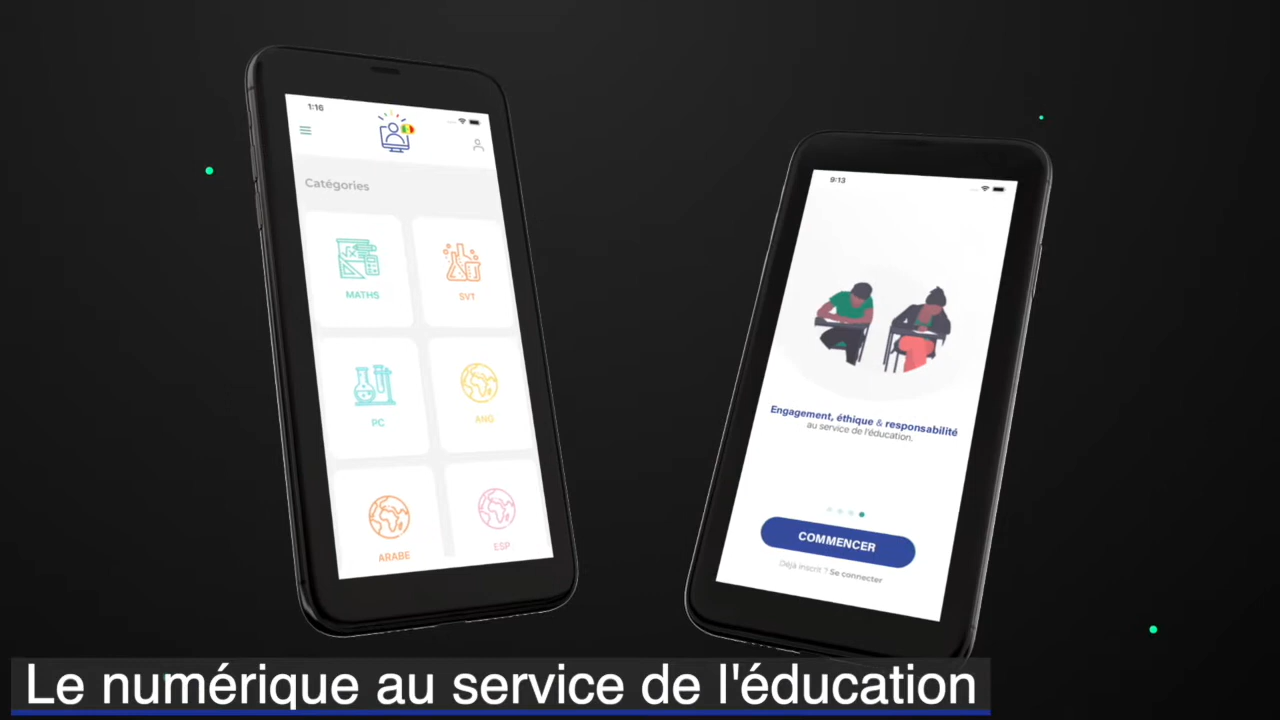 1:16
Catégories
MATHS
SVT
PC
ANG
ARABE
ESP
9:13
Engagement, éthique & responsabilité
au service de l'éducation.
COMMENCER
Déjà inscrit ? Se connecter
Le numérique au service de l'éducation